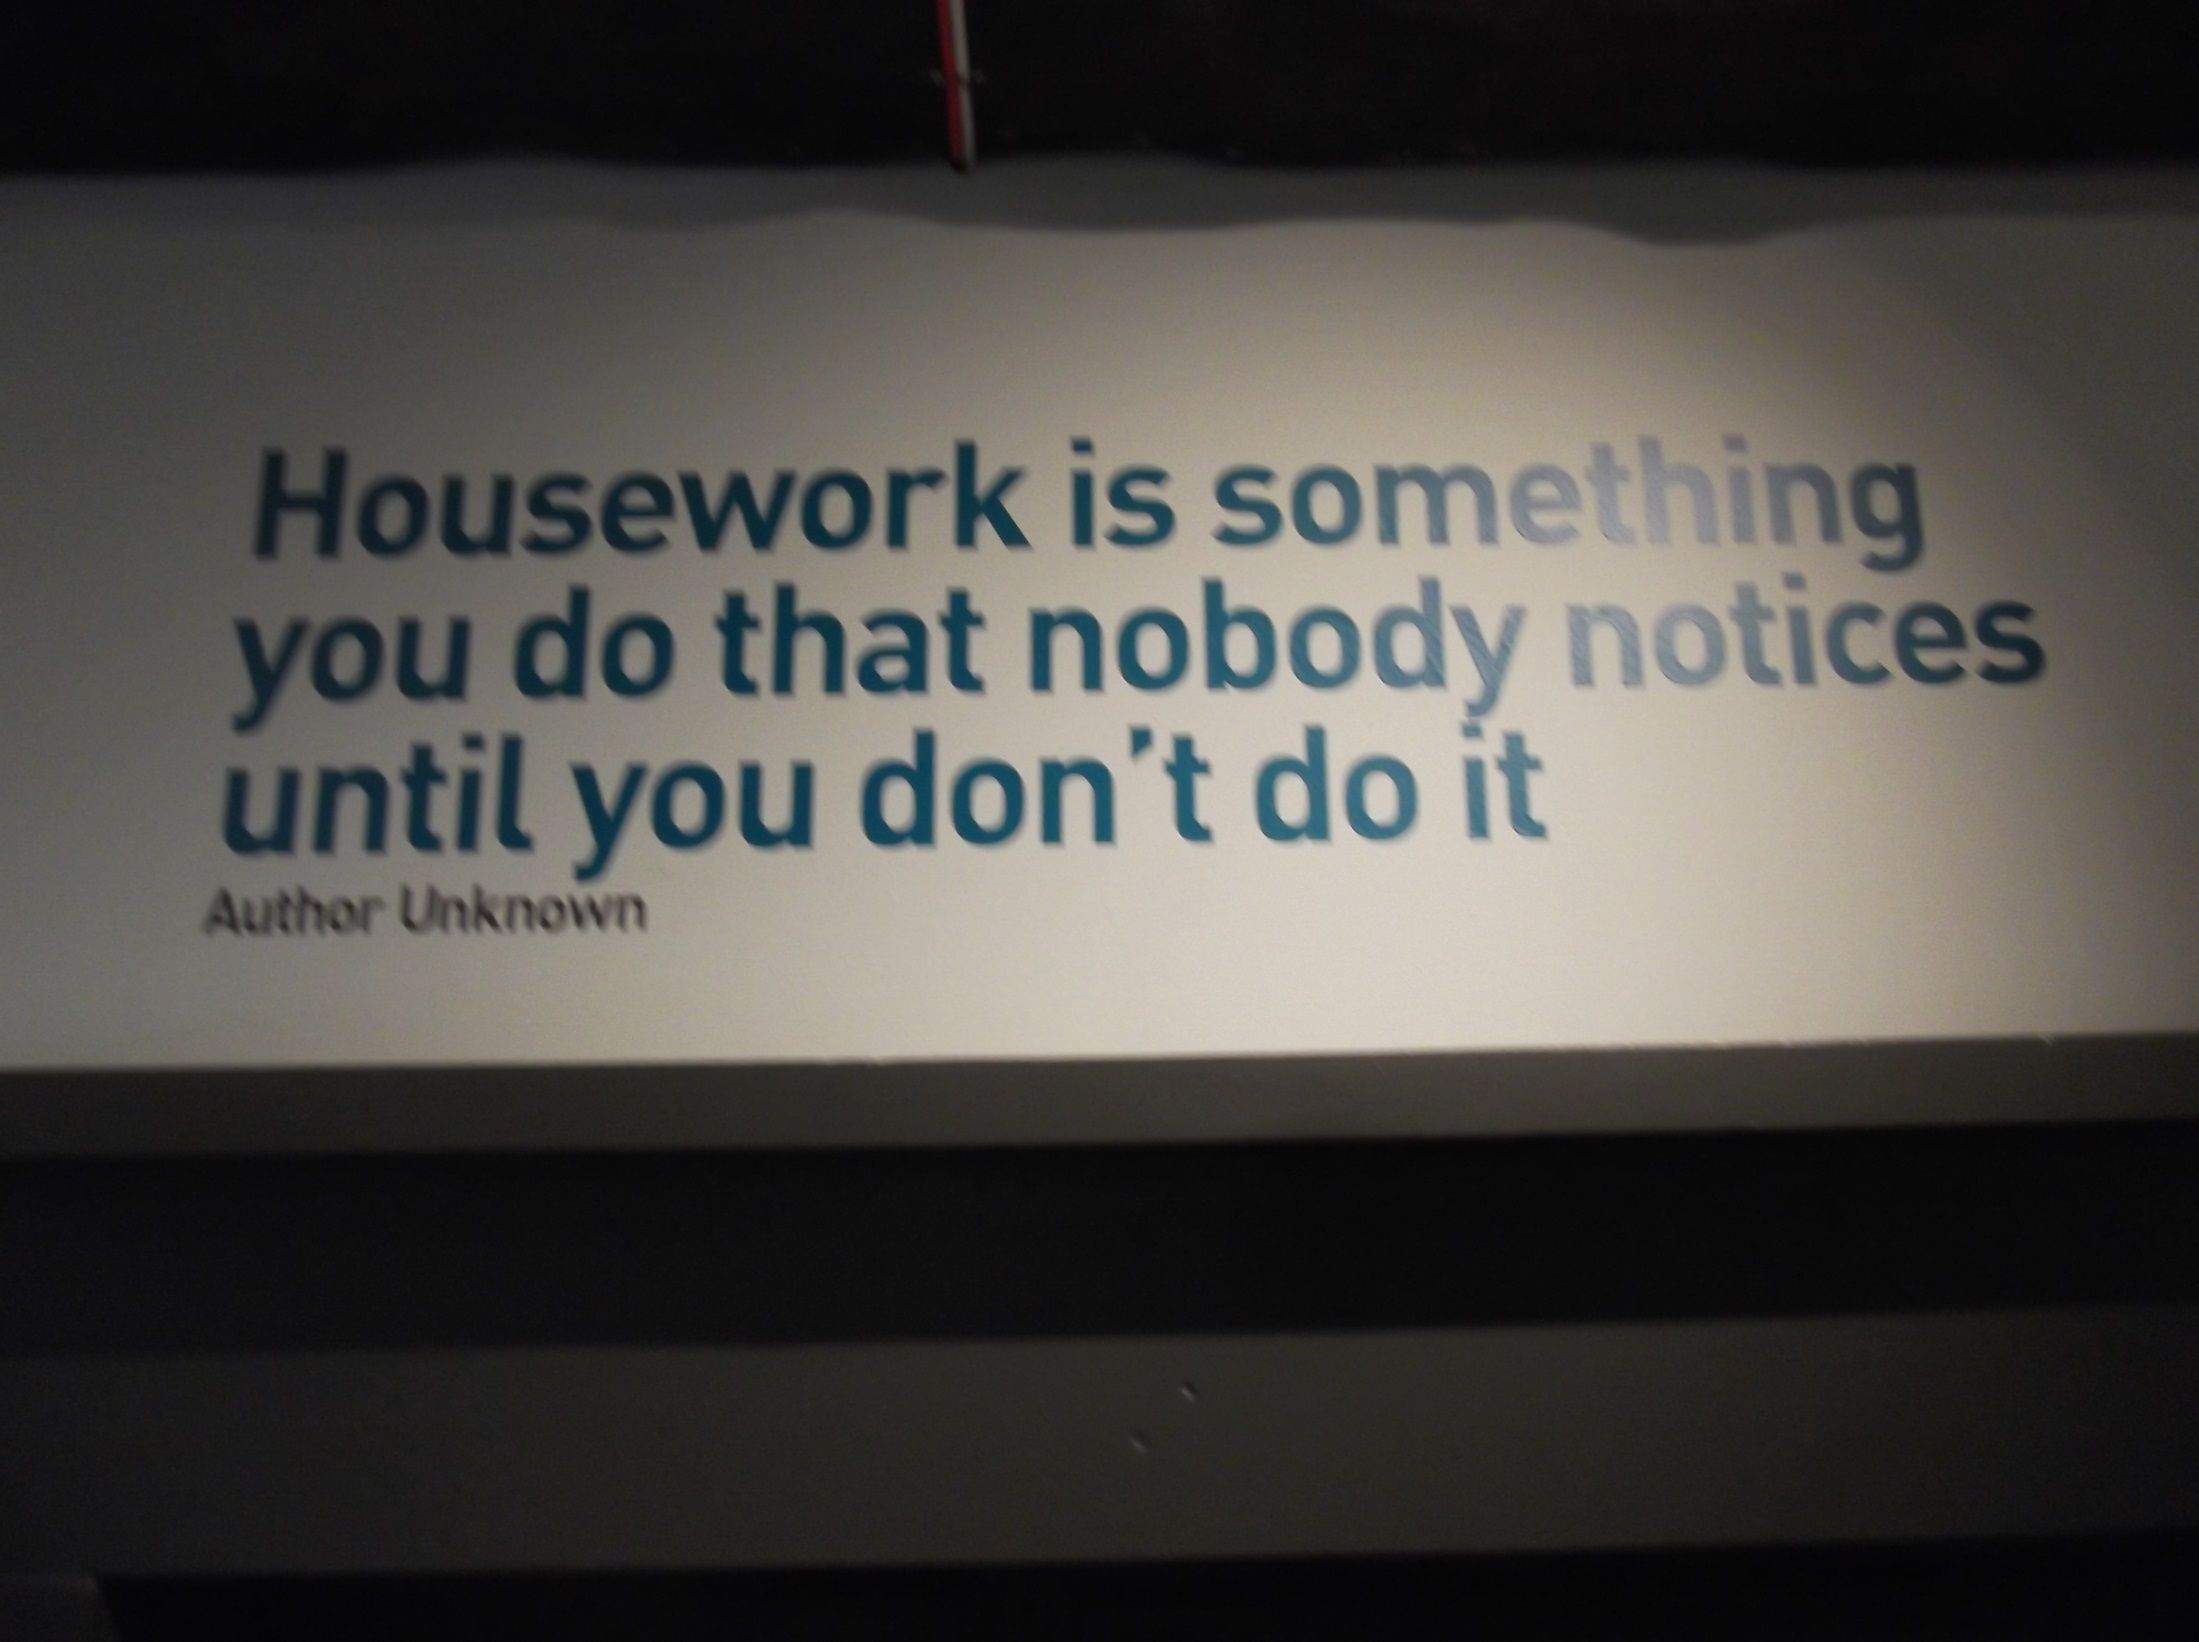 Housework is something
you do that nobody notices
until you don't do it
Author Unknown